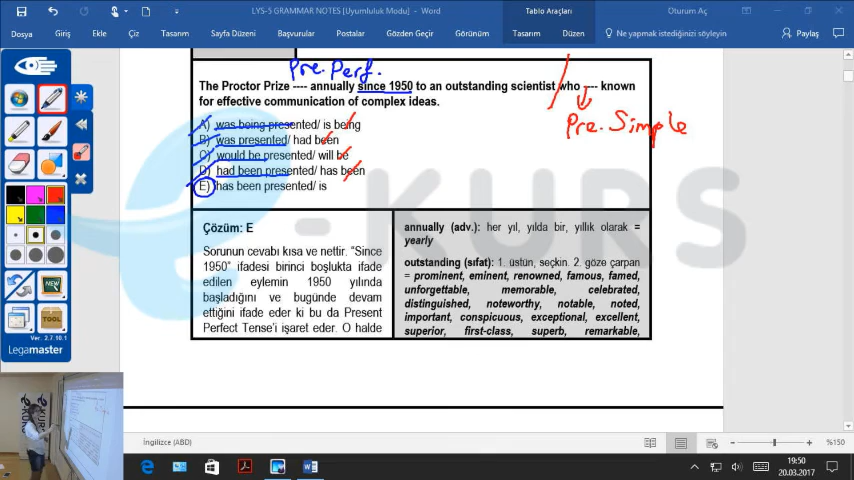 LYS-5 GRAMMAR NOTES [Uyumluluk Modu] - Word
Tablo Araçları
Oturum Aç
Dosya Giriş Ekle Çiz Tasarım Sayfa Düzeni Başvurular Postalar Gözden Geçir Görünüm Tasarım Düzen Ne yapmak istediğinizi söyleyin Paylaş
Pre. Perf.
The Proctor Prize ---- annually since 1950 to an outstanding scientist who ---- known
for effective communication of complex ideas.
Pre. Simple
A) was being presented/ is being
B) was presented/ had been
C) would be presented/ will be
D) had been presented/ has been
E) has been presented/ is
Çözüm: E
Sorunun cevabı kısa ve nettir. “Since
1950” ifadesi birinci boşlukta ifade
edilen eylemin 1950 yılında
başladığını ve bugünde devam
ettiğini ifade eder ki bu da Present
Perfect Tense’i işaret eder. O halde
annually (adv.): her yıl, yılda bir, yıllık olarak =
yearly
outstanding (sıfat): 1. üstün, seçkin. 2. göze çarpan
= prominent, eminent, renowned, famous, famed,
unforgettable, memorable, celebrated,
distinguished, noteworthy, notable, noted,
important, conspicuous, exceptional, excellent,
superior, first-class, superb, remarkable,
e-KURS
NEW
TOOL
Ver. 2.7.10.1
Legamaster
İngilizce (ABD)
%150
19:50
20.03.2017